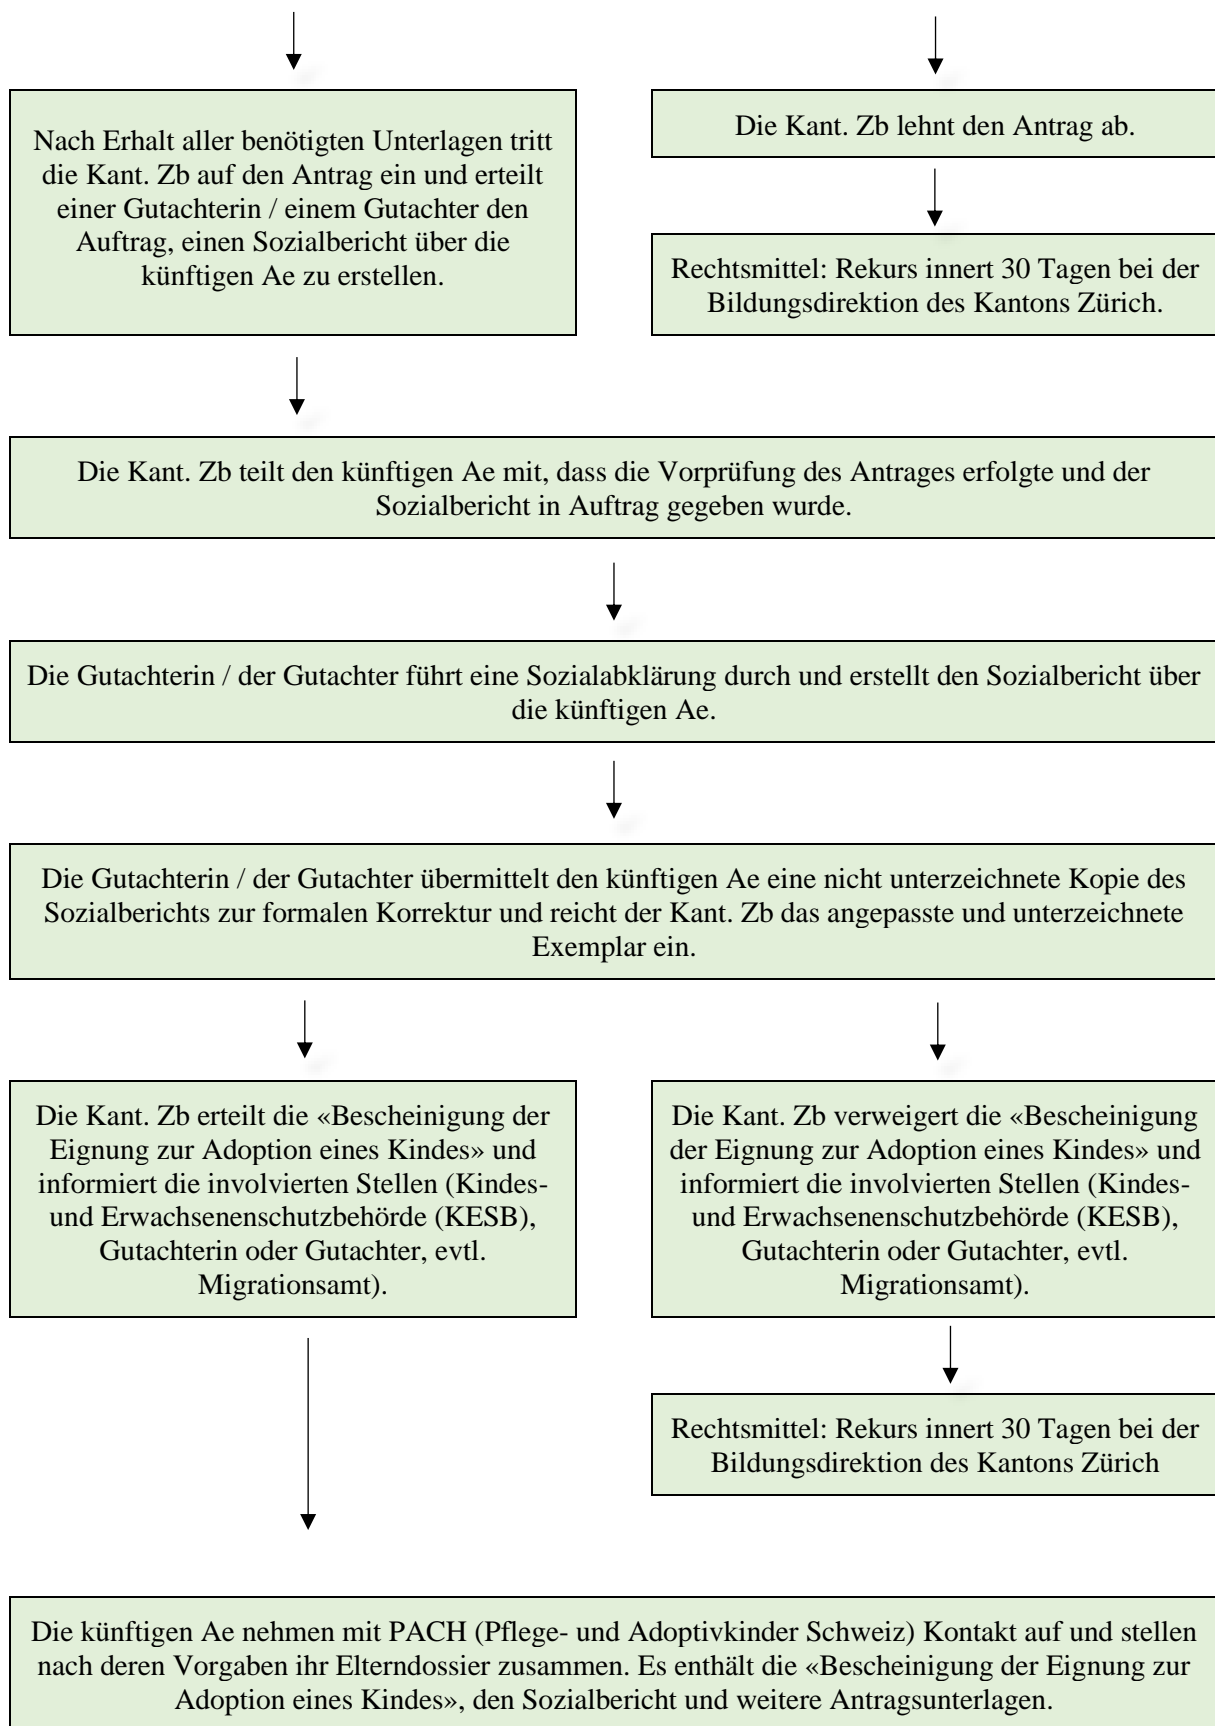 Nach Erhalt aller benötigten Unterlagen tritt
die Kant. Zb auf den Antrag ein und erteilt
einer Gutachterin / einem Gutachter den
Auftrag, einen Sozialbericht über die
künftigen Ae zu erstellen.
Die Kant. Zb lehnt den Antrag ab.
Rechtsmittel: Rekurs innert 30 Tagen bei der
Bildungsdirektion des Kantons Zürich.
Die Kant. Zb teilt den künftigen Ae mit, dass die Vorprüfung des Antrages erfolgte und der
Sozialbericht in Auftrag gegeben wurde.
Die Gutachterin / der Gutachter führt eine Sozialabklärung durch und erstellt den Sozialbericht über
die künftigen Ae.
Die Gutachterin / der Gutachter übermittelt den künftigen Ae eine nicht unterzeichnete Kopie des
Sozialberichts zur formalen Korrektur und reicht der Kant. Zb das angepasste und unterzeichnete
Exemplar ein.
Die Kant. Zb erteilt die «Bescheinigung der
Eignung zur Adoption eines Kindes» und
informiert die involvierten Stellen (Kindes-
und Erwachsenenschutzbehörde (KESB),
Gutachterin oder Gutachter, evtl.
Migrationsamt).
Die Kant. Zb verweigert die «Bescheinigung
der Eignung zur Adoption eines Kindes» und
informiert die involvierten Stellen (Kindes-
und Erwachsenenschutzbehörde (KESB),
Gutachterin oder Gutachter, evtl.
Migrationsamt).
Rechtsmittel: Rekurs innert 30 Tagen bei der
Bildungsdirektion des Kantons Zürich
Die künftigen Ae nehmen mit PACH (Pflege- und Adoptivkinder Schweiz) Kontakt auf und stellen
nach deren Vorgaben ihr Elterndossier zusammen. Es enthält die «Bescheinigung der Eignung zur
Adoption eines Kindes», den Sozialbericht und weitere Antragsunterlagen.